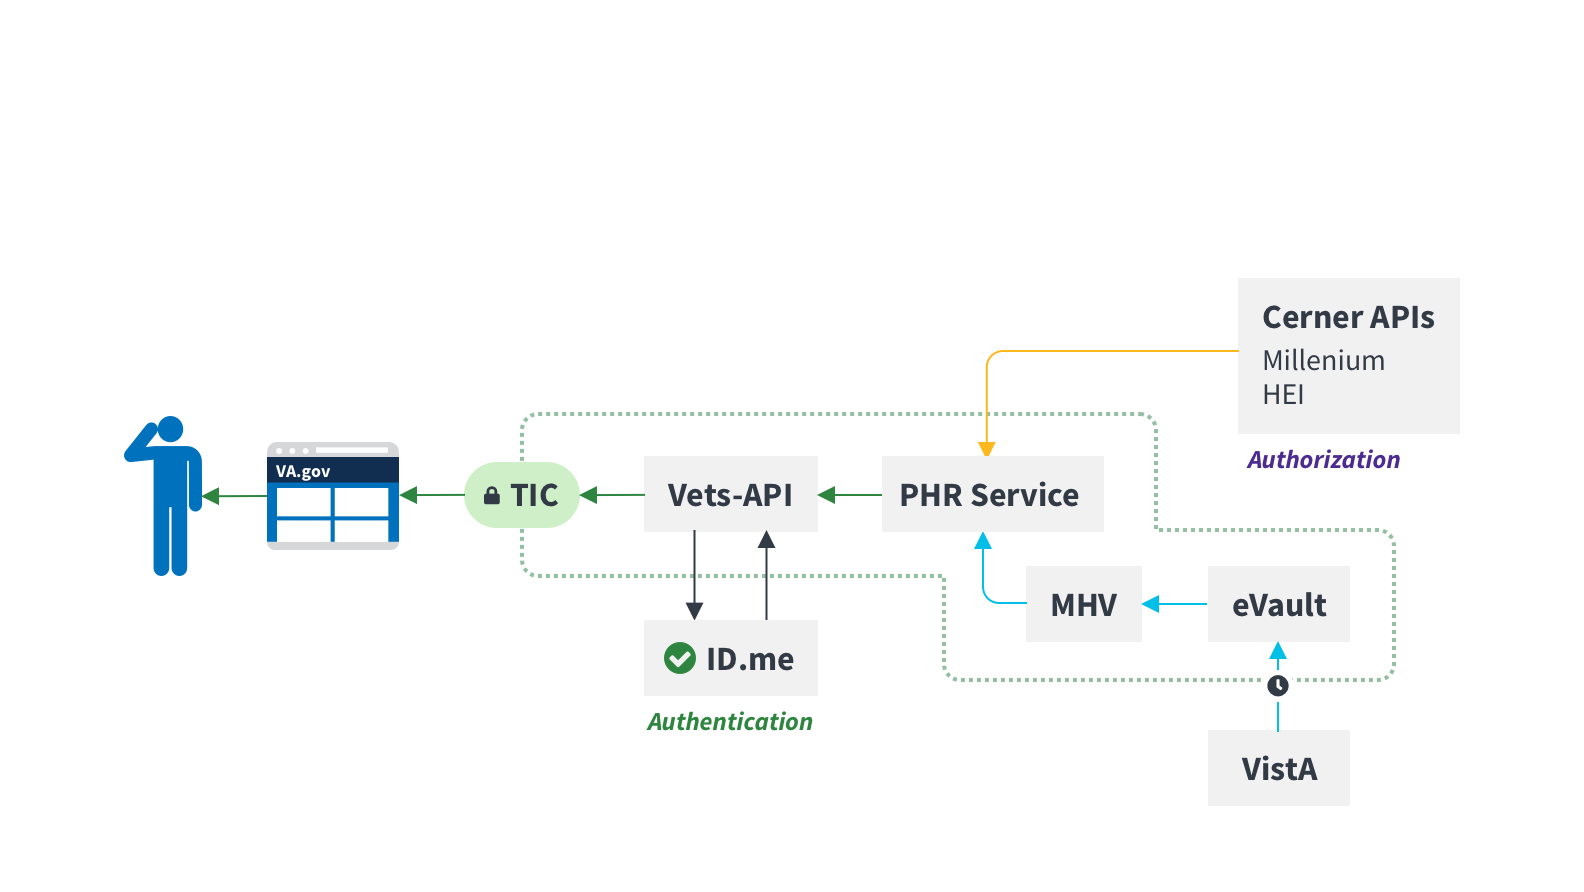 Cerner APIs
Millenium
HEI
Authorization
VA.gov
TIC
Vets-API
PHR Service
MHV
eVault
ID.me
Authentication
VistA